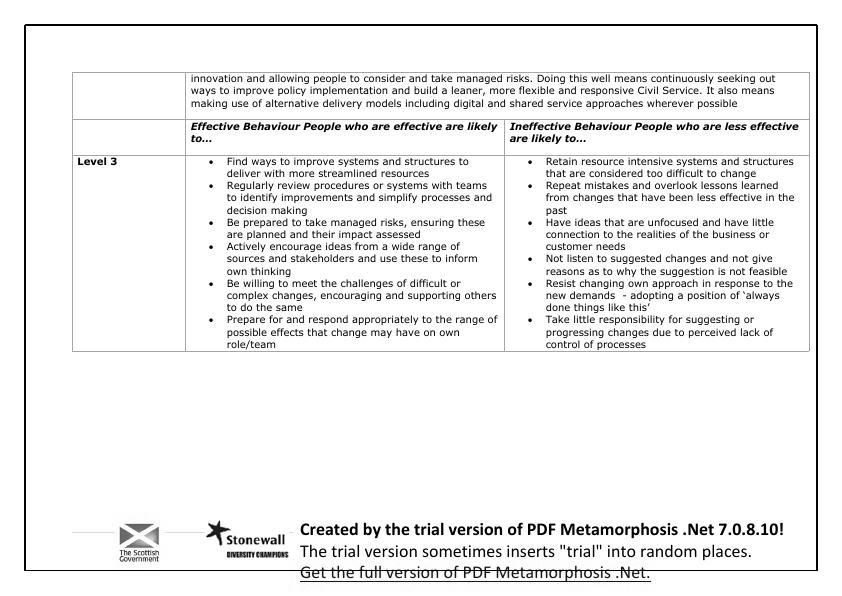 innovation and allowing people to consider and take managed risks. Doing this well means continuously seeking out
ways to improve policy implementation and build a leaner, more flexible and responsive Civil Service. It also means
making use of alternative delivery models including digital and shared service approaches wherever possible
Effective Behaviour People who are effective are likely
to...
Ineffective Behaviour People who are less effective
are likely to...
Level 3
• Find ways to improve systems and structures to
deliver with more streamlined resources
• Regularly review procedures or systems with teams
to identify improvements and simplify processes and
decision making
• Be prepared to take managed risks, ensuring these
are planned and their impact assessed
• Actively encourage ideas from a wide range of
sources and stakeholders and use these to inform
own thinking
• Be willing to meet the challenges of difficult or
complex changes, encouraging and supporting others
to do the same
• Prepare for and respond appropriately to the range of
possible effects that change may have on own
role/team
• Retain resource intensive systems and structures
that are considered too difficult to change
• Repeat mistakes and overlook lessons learned
from changes that have been less effective in the
past
• Have ideas that are unfocused and have little
connection to the realities of the business or
customer needs
• Not listen to suggested changes and not give
reasons as to why the suggestion is not feasible
• Resist changing own approach in response to the
new demands  - adopting a position of ‘always
done things like this’
• Take little responsibility for suggesting or
progressing changes due to perceived lack of
control of processes
The Scottish
Government
Stonewall
DIVERSITY CHAMPIONS
Created by the trial version of PDF Metamorphosis .Net 7.0.8.10!
The trial version sometimes inserts "trial" into random places.
Get the full version of PDF Metamorphosis .Net.